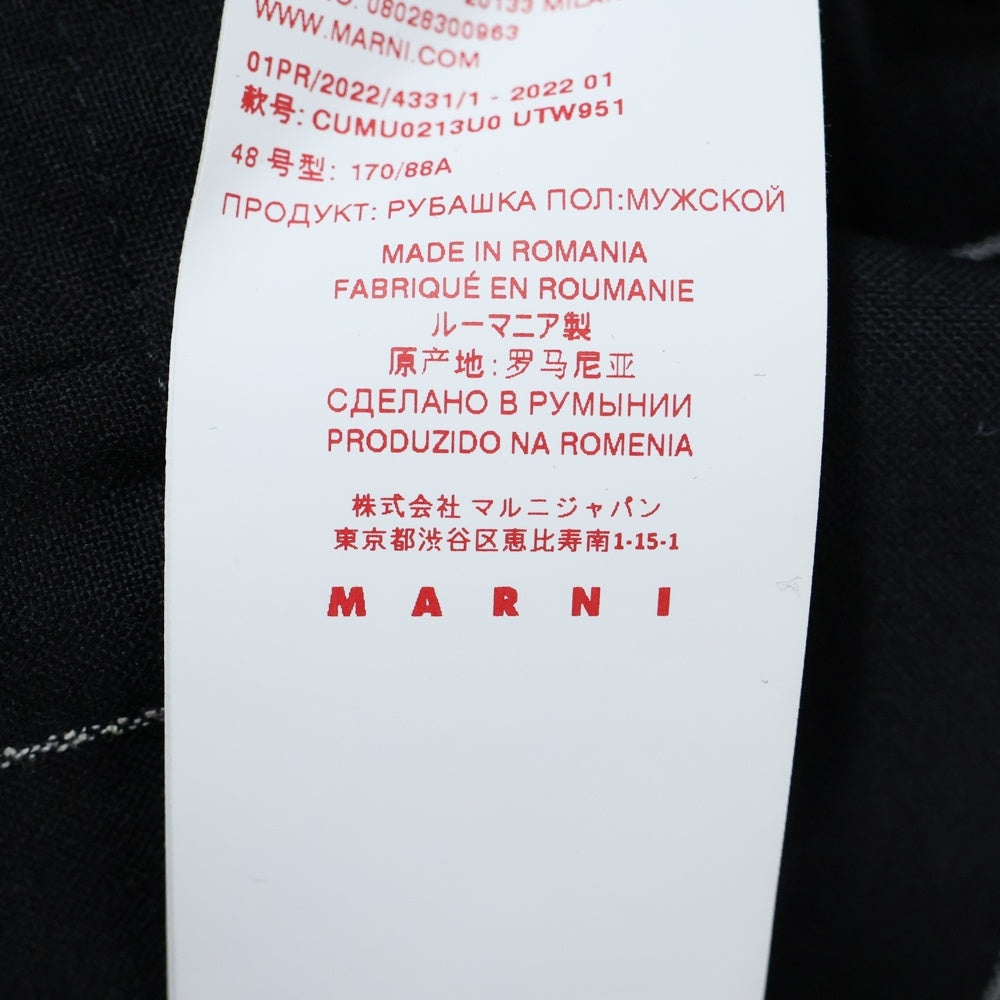 20133 MILA
08028300963
WWW.MARNI.COM
01PR/2022/4331/1 - 2022 01
款号: CUMU0213U0 UTW951
48 号型: 170/88A
ПРОДУКТ: РУБАШКА ПОЛ:МУЖСКОЙ
MADE IN ROMANIA
FABRIQUÉ EN ROUMANIE
ルーマニア製
原产地:罗马尼亚
СДЕЛАНО В РУМЫНИИ
PRODUZIDO NA ROMENIA
株式会社 マルニジャパン
東京都渋谷区恵比寿南1-15-1
MARNI